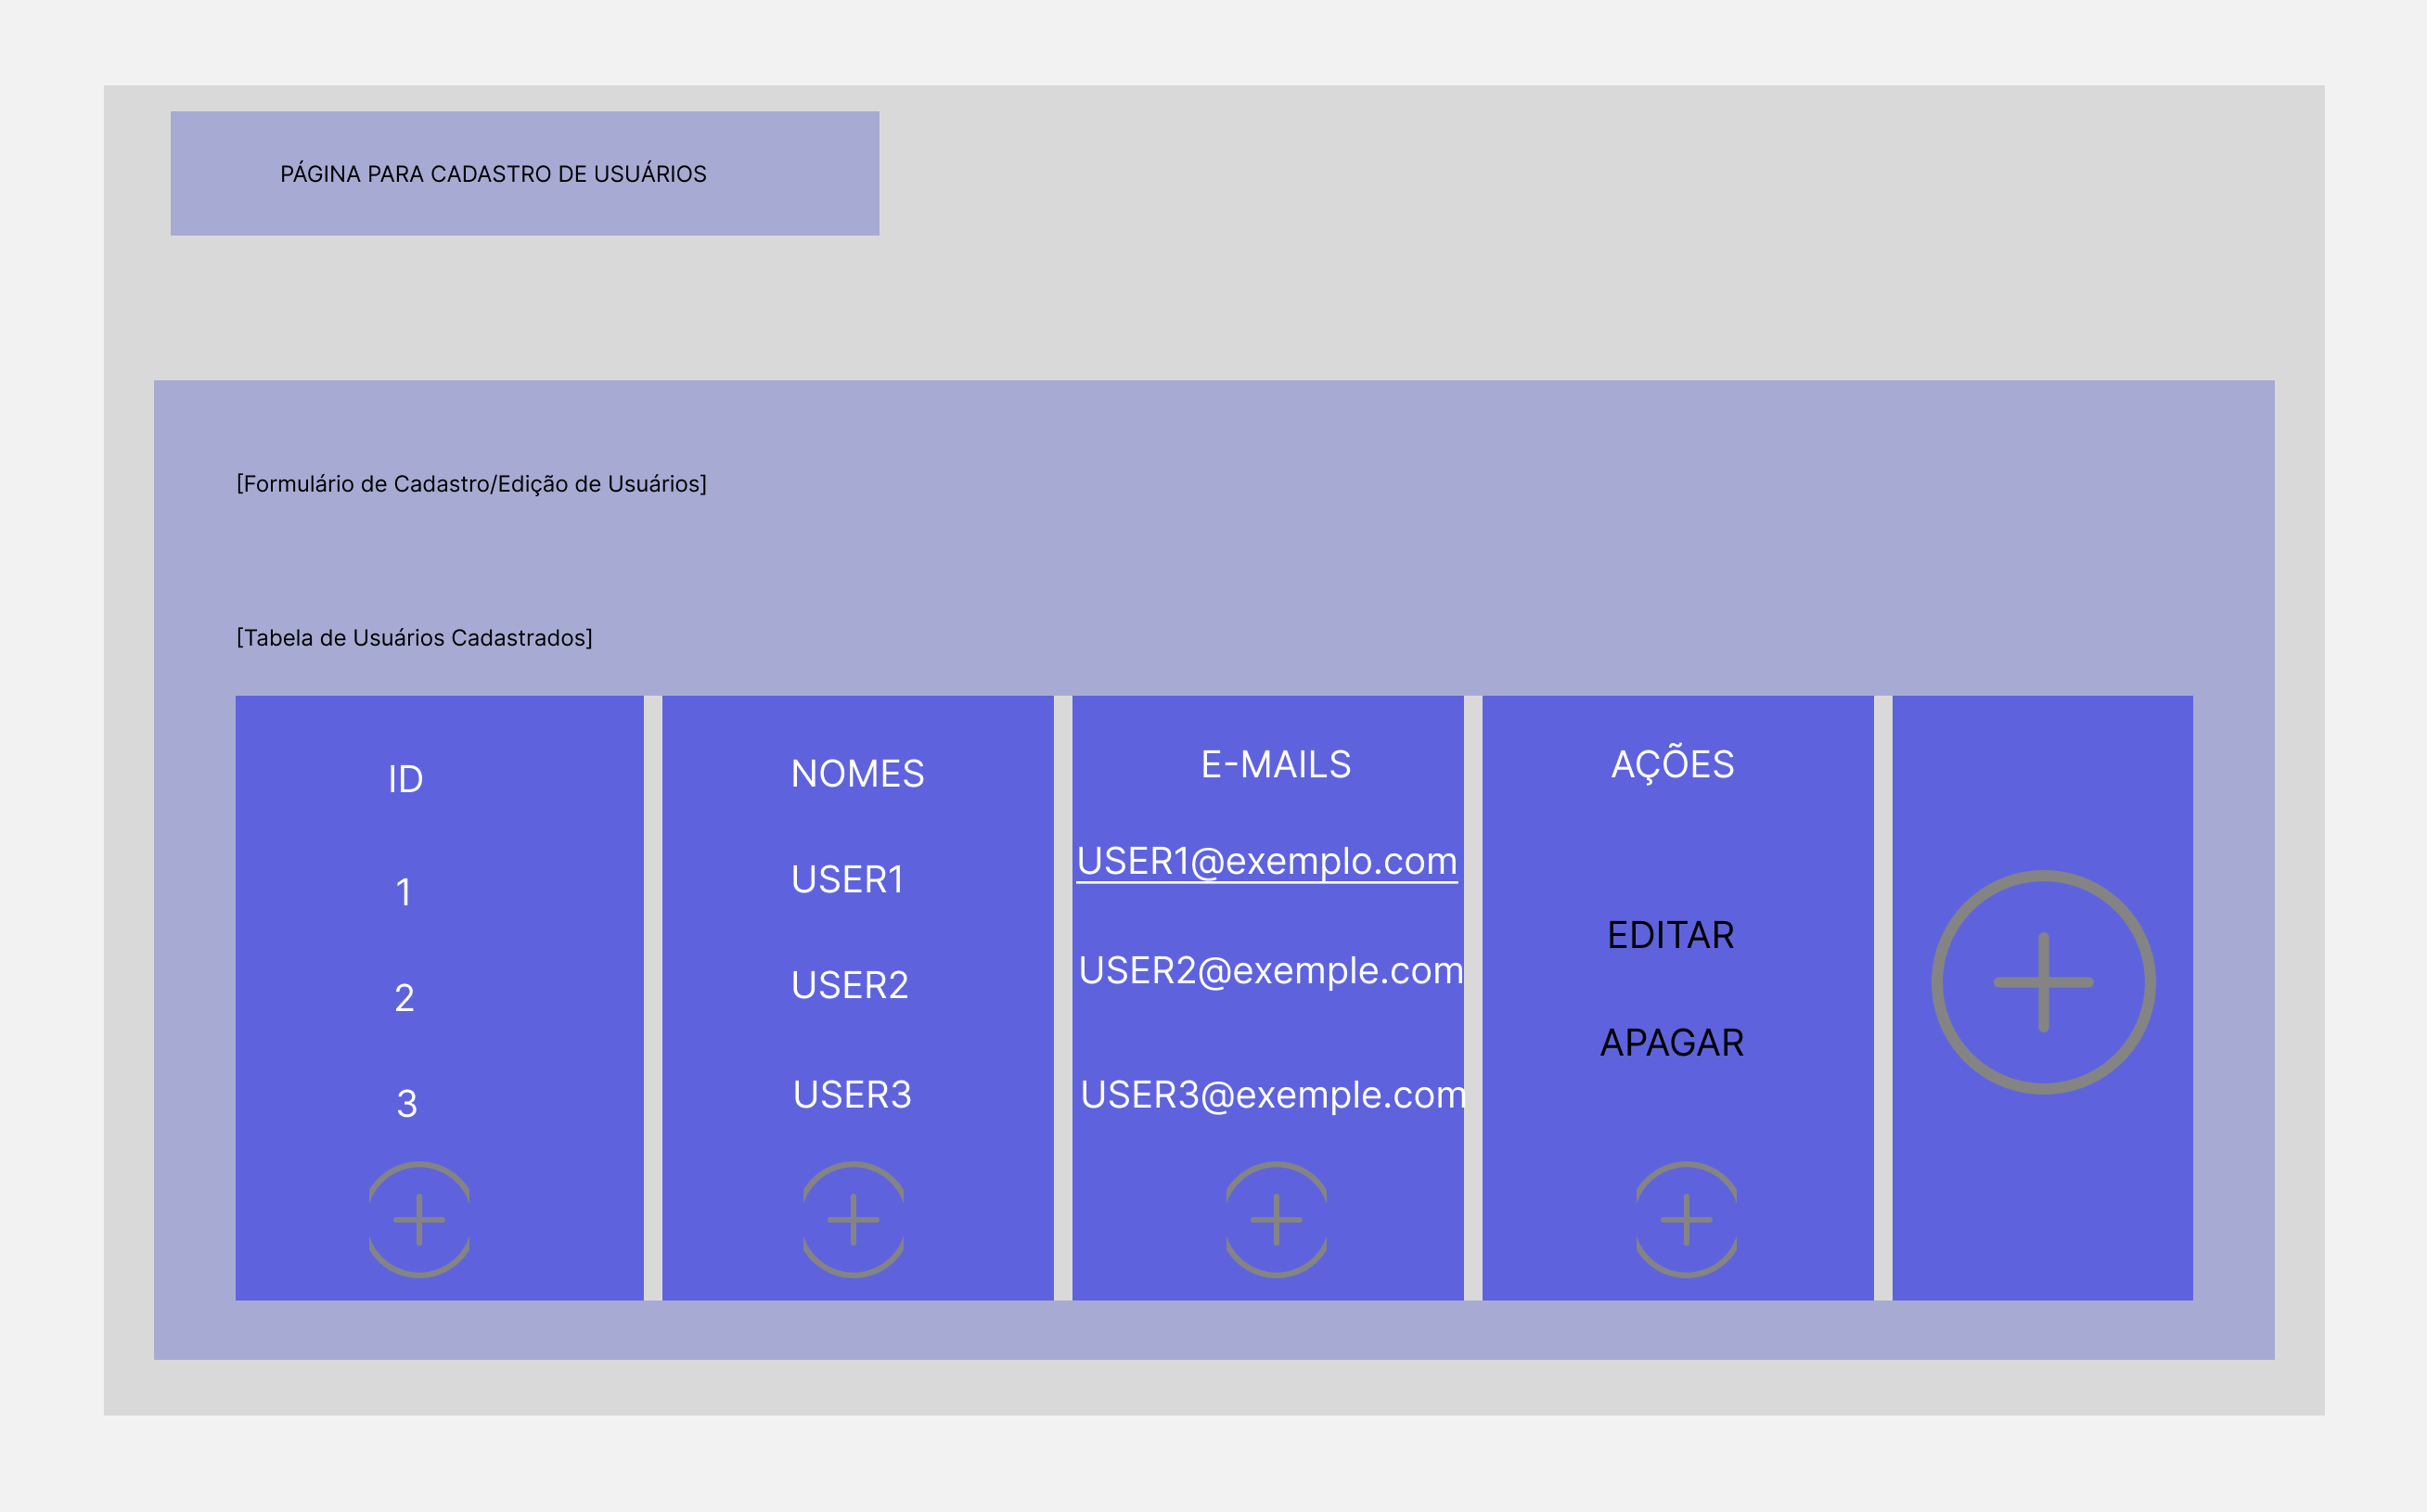 PÁGINA PARA CADASTRO DE USUÁRIOS
[Formulário de Cadastro/Edição de Usuários]
[Tabela de Usuários Cadastrados]
ID
1
2
3
NOMES
USER1
USER2
USER3
E-MAILS
USER1@exemplo.com
USER2@exemple.com
USER3@exemple.com
AÇÕES
EDITAR
APAGAR